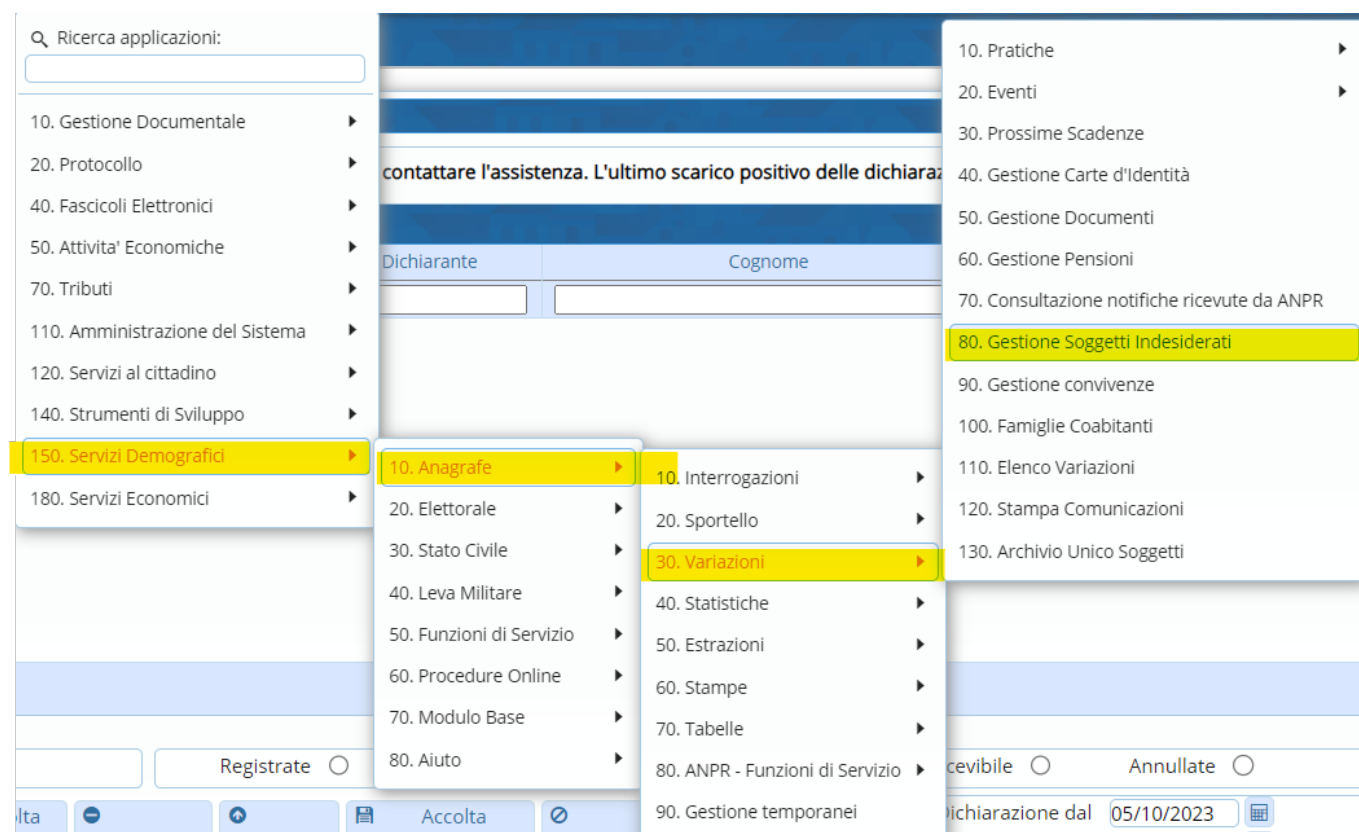 Ricerca applicazioni:
10. Gestione Documentale
20. Protocollo
40. Fascicoli Elettronici
50. Attivita' Economiche
70. Tributi
110. Amministrazione del Sistema
120. Servizi al cittadino
140. Strumenti di Sviluppo
150. Servizi Demografici
180. Servizi Economici
10. Anagrafe
20. Elettorale
30. Stato Civile
40. Leva Militare
50. Funzioni di Servizio
60. Procedure Online
70. Modulo Base
80. Aiuto
10. Interrogazioni
20. Sportello
30. Variazioni
40. Statistiche
50. Estrazioni
60. Stampe
70. Tabelle
80. ANPR - Funzioni di Servizio
90. Gestione temporanei
10. Pratiche
20. Eventi
30. Prossime Scadenze
40. Gestione Carte d'Identità
50. Gestione Documenti
60. Gestione Pensioni
70. Consultazione notifiche ricevute da ANPR
80. Gestione Soggetti Indesiderati
90. Gestione convivenze
100. Famiglie Coabitanti
110. Elenco Variazioni
120. Stampa Comunicazioni
130. Archivio Unico Soggetti
contattare l'assistenza. L'ultimo scarico positivo delle dichiaraz
Dichiarante Cognome
Registrate cevibile Annullate
lta Accolta ichiarazione dal 05/10/2023